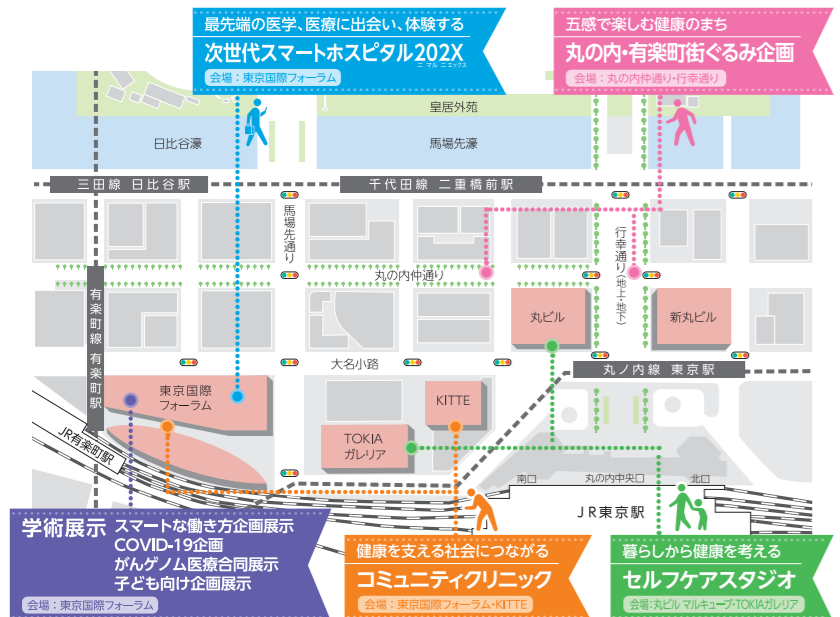 最先端の医学、医療に出会い、体験する
次世代スマートホスピタル202X
ニ マル ニ エックス
会場：東京国際フォーラム
五感で楽しむ健康のまち
丸の内・有楽町街ぐるみ企画
会場：丸の内仲通り・行幸通り
皇居外苑
日比谷濠
馬場先濠
三田線 日比谷駅
千代田線 二重橋前駅
馬場先通り
行幸通り(地上・地下)
丸の内仲通り
有楽町線 有楽町駅
丸ビル
新丸ビル
大名小路
丸ノ内線 東京駅
東京国際
フォーラム
KITTE
TOKIA
ガレリア
JR有楽町駅
南口
丸の内中央口
北口
JR東京駅
学術展示
スマートな働き方企画展示
COVID-19企画
がんゲノム医療合同展示
子ども向け企画展示
会場：東京国際フォーラム
健康を支える社会につながる
コミュニティクリニック
会場：東京国際フォーラム・KITTE
暮らしから健康を考える
セルフケアスタジオ
会場：丸ビル マルキューブ・TOKIAガレリア